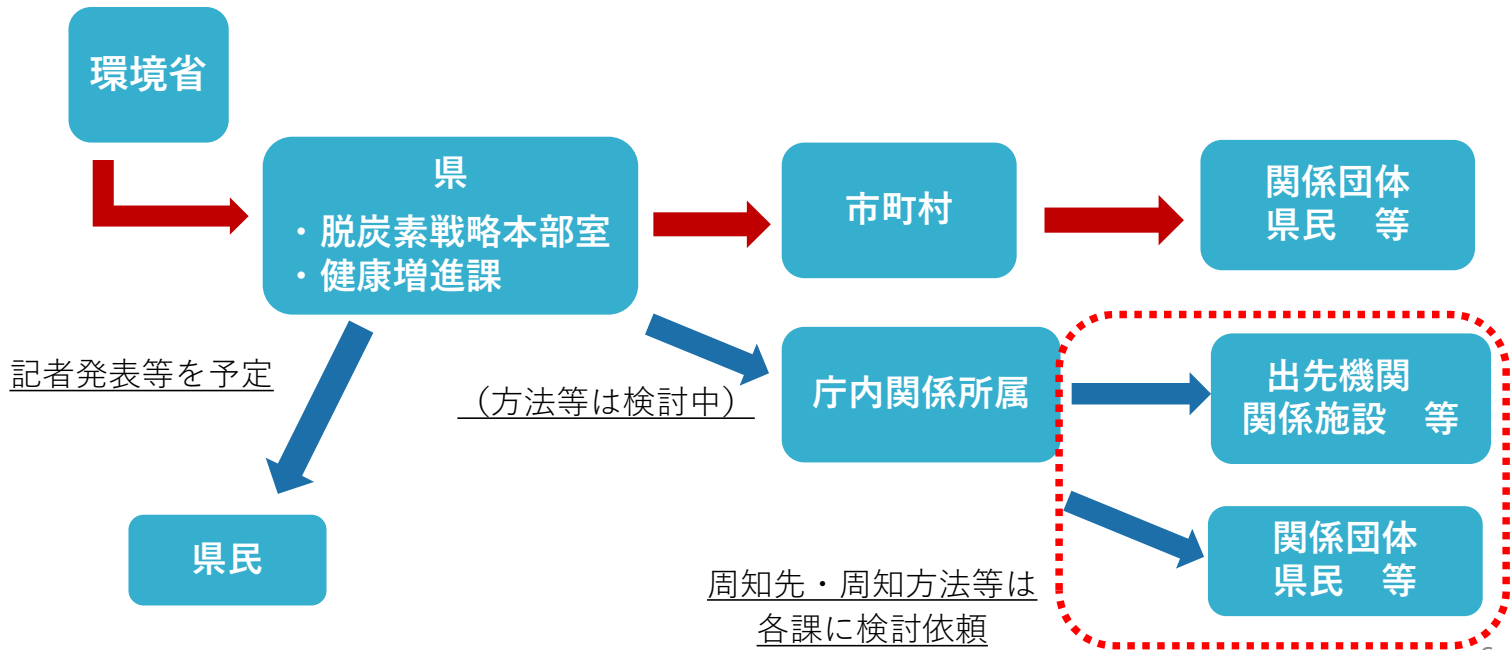 環境省
県
・脱炭素戦略本部室
・健康増進課
市町村
関係団体
県民　等
記者発表等を予定
（方法等は検討中）
庁内関係所属
出先機関
関係施設　等
県民
関係団体
県民　等
周知先・周知方法等は
各課に検討依頼